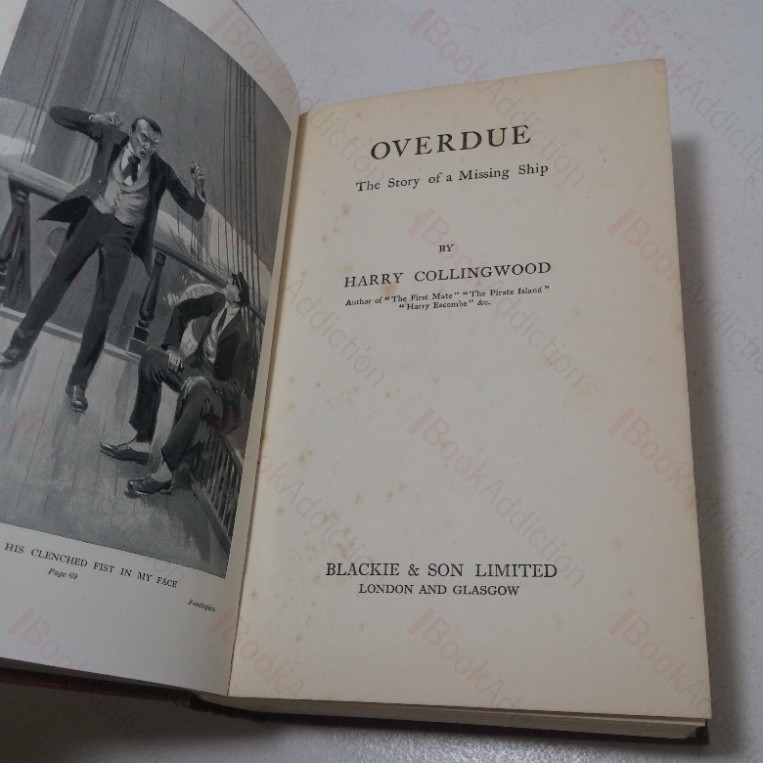 HIS CLENCHED FIST IN MY FACE
Page 69
OVERDUE
The Story of a Missing Ship
BY
HARRY COLLINGWOOD
Author of "The First Mate" "The Pirate Island"
"Harry Escombe" &c.
BLACKIE & SON LIMITED
LONDON AND GLASGOW
BookAddiction